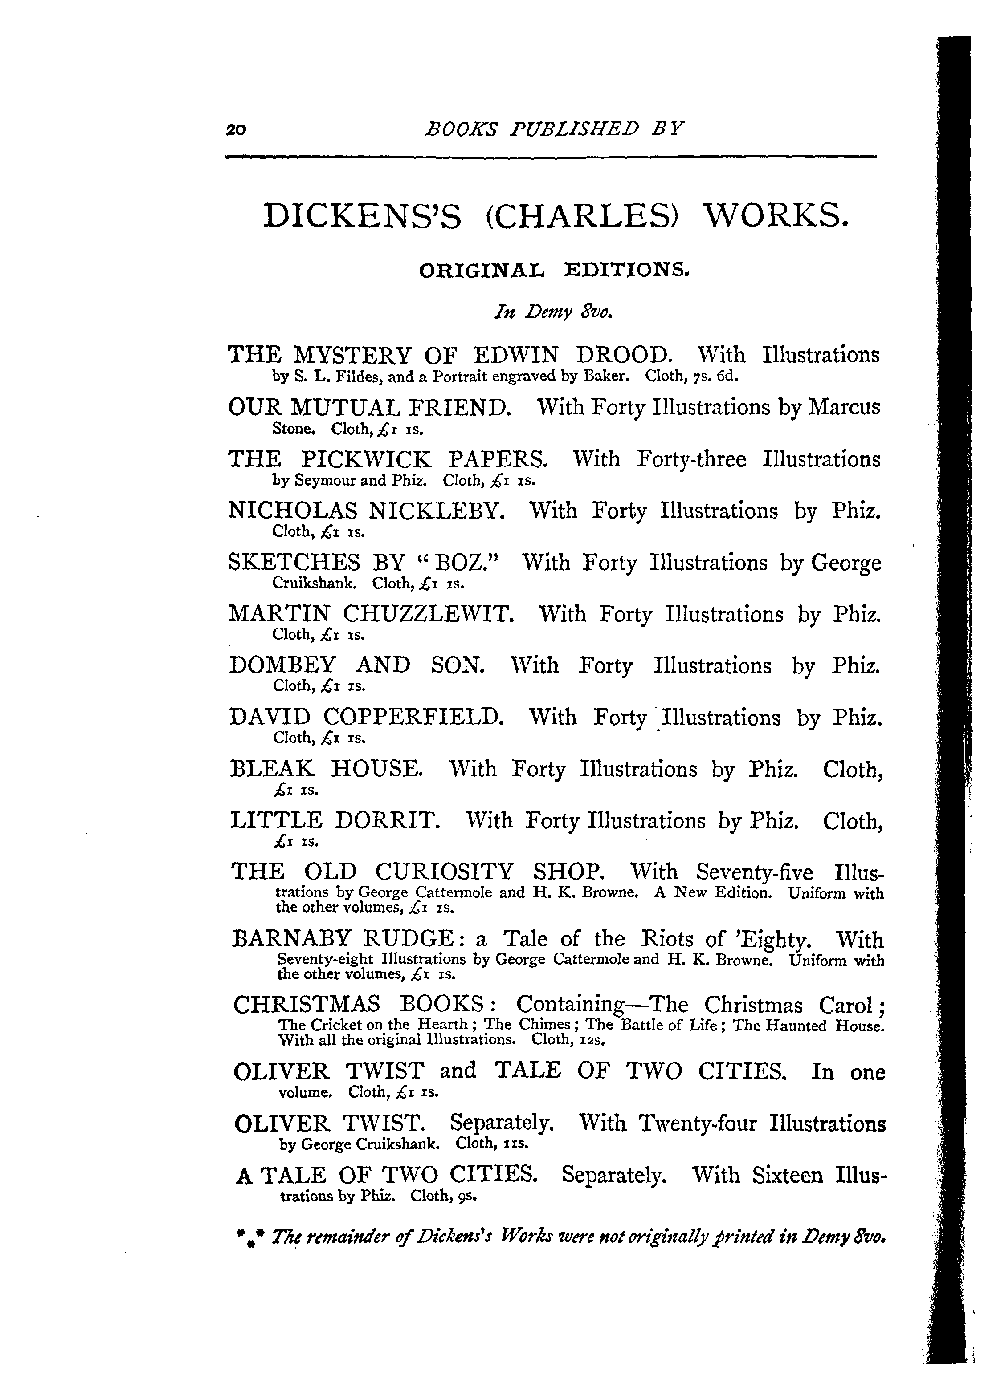 20 BOOKS PUBLISHED BY
DICKENS'S (CHARLES) WORKS.
ORIGINAL EDITIONS.
In Demy 8vo.
THE MYSTERY OF EDWIN DROOD. With Illustrations
by S. L. Fildes, and a Portrait engraved by Baker. Cloth, 7s. 6d.
OUR MUTUAL FRIEND. With Forty Illustrations by Marcus
Stone. Cloth, £1 1s.
THE PICKWICK PAPERS. With Forty-three Illustrations
by Seymour and Phiz. Cloth, £1 1s.
NICHOLAS NICKLEBY. With Forty Illustrations by Phiz.
Cloth, £1 1s.
SKETCHES BY "BOZ." With Forty Illustrations by George
Cruikshank. Cloth, £1 1s.
MARTIN CHUZZLEWIT. With Forty Illustrations by Phiz.
Cloth, £1 1s.
DOMBEY AND SON. With Forty Illustrations by Phiz.
Cloth, £1 1s.
DAVID COPPERFIELD. With Forty Illustrations by Phiz.
Cloth, £1 1s.
BLEAK HOUSE. With Forty Illustrations by Phiz. Cloth,
£1 1s.
LITTLE DORRIT. With Forty Illustrations by Phiz. Cloth,
£1 1s.
THE OLD CURIOSITY SHOP. With Seventy-five Illus-
trations by George Cattermole and H. K. Browne. A New Edition. Uniform with
the other volumes, £1 1s.
BARNABY RUDGE: a Tale of the Riots of 'Eighty. With
Seventy-eight Illustrations by George Cattermole and H. K. Browne. Uniform with
the other volumes, £1 1s.
CHRISTMAS BOOKS: Containing—The Christmas Carol;
The Cricket on the Hearth; The Chimes; The Battle of Life; The Haunted House.
With all the original Illustrations. Cloth, 12s.
OLIVER TWIST and TALE OF TWO CITIES. In one
volume. Cloth, £1 1s.
OLIVER TWIST. Separately. With Twenty-four Illustrations
by George Cruikshank. Cloth, 11s.
A TALE OF TWO CITIES. Separately. With Sixteen Illus-
trations by Phiz. Cloth, 9s.
*⁎* The remainder of Dickens's Works were not originally printed in Demy 8vo.